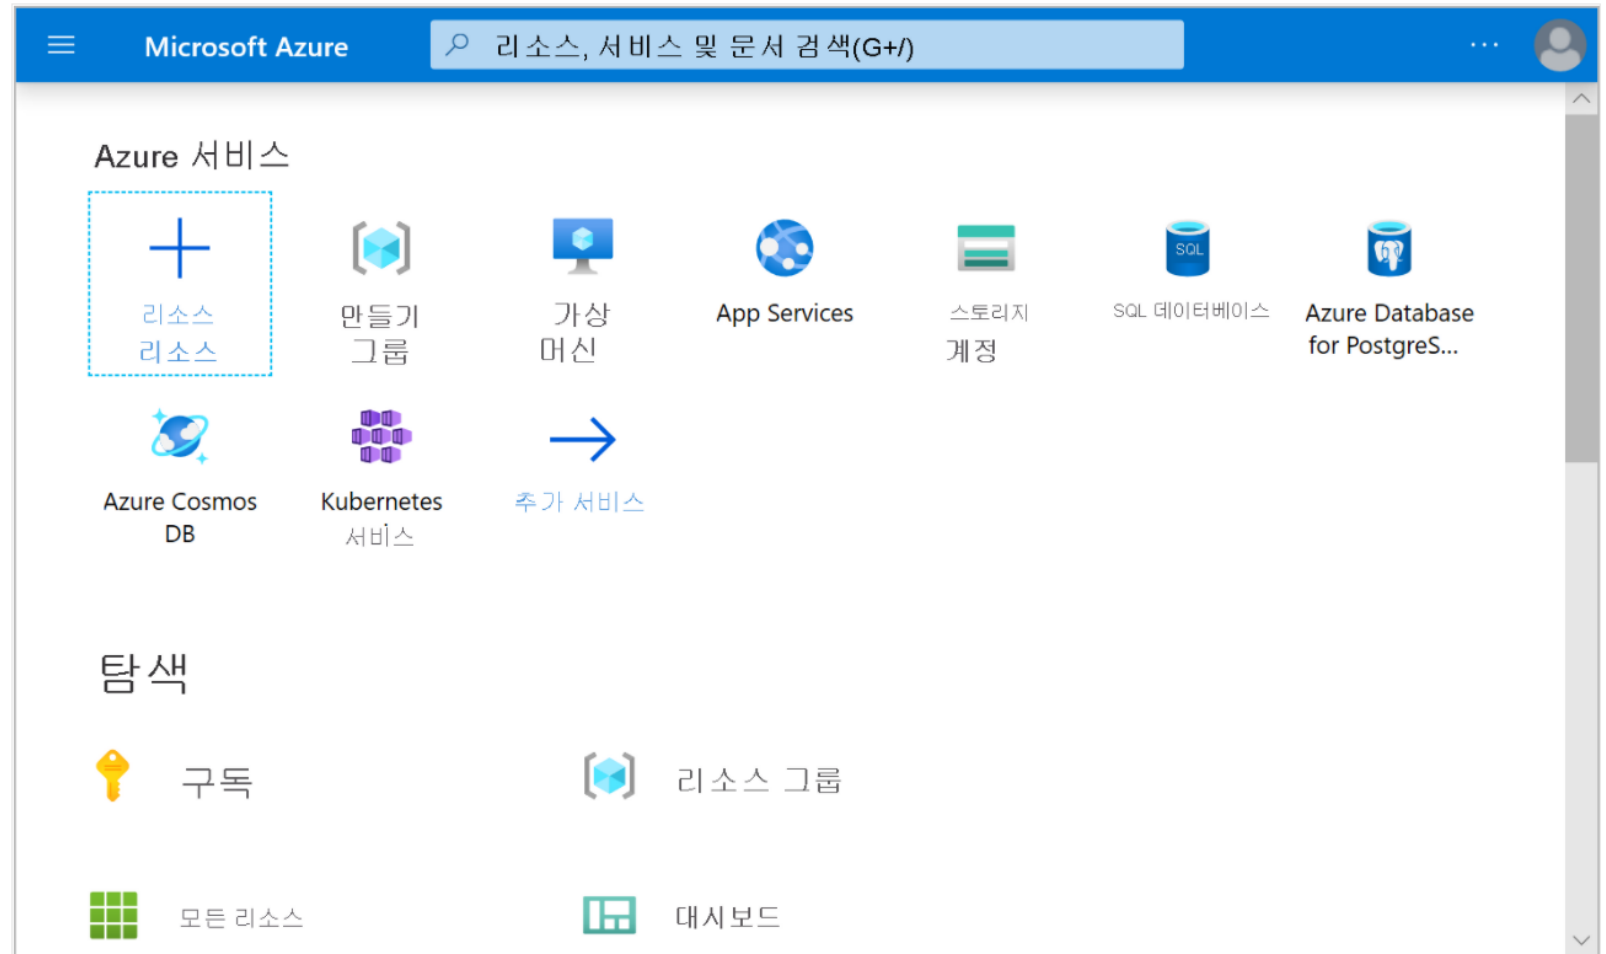 Microsoft Azure
리소스, 서비스 및 문서 검색(G+/)
Azure 서비스
리소스
리소스
만들기
그룹
가상
머신
App Services
스토리지
계정
SQL
SQL 데이터베이스
Azure Database
for PostgreS...
Azure Cosmos
DB
Kubernetes
서비스
추가 서비스
탐색
구독
리소스 그룹
모든 리소스
대시보드